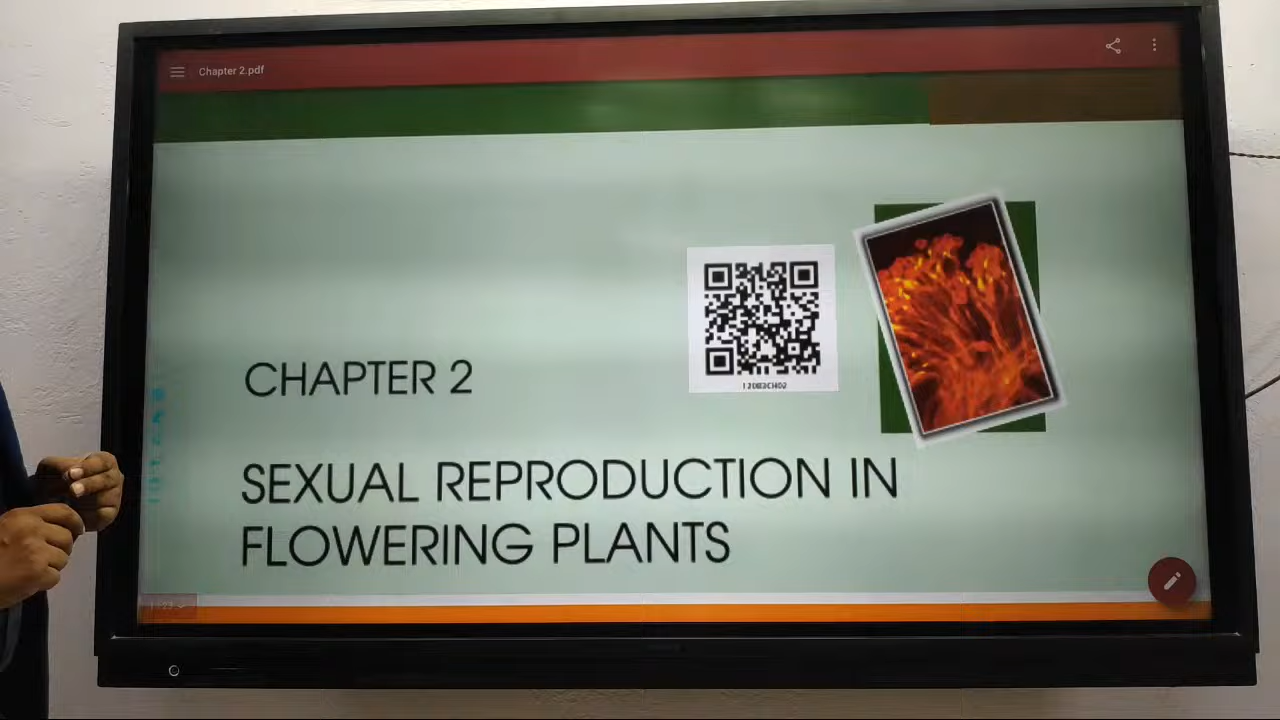 Chapter 2.pdf
CHAPTER 2
SEXUAL REPRODUCTION IN
FLOWERING PLANTS